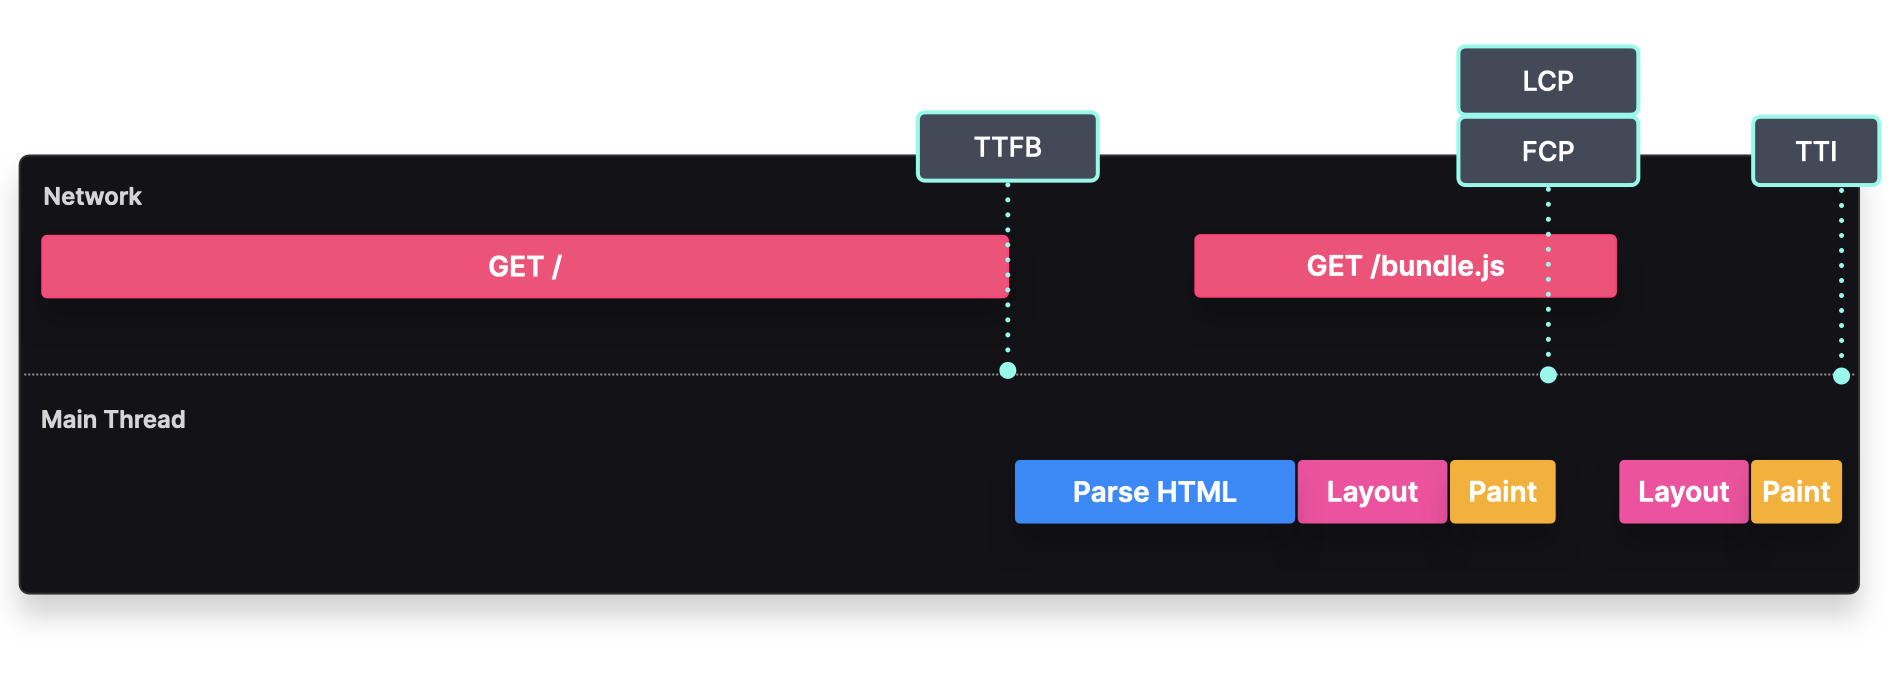 LCP
TTFB
FCP
TTI
Network
GET /
GET /bundle.js
Main Thread
Parse HTML
Layout
Paint
Layout
Paint